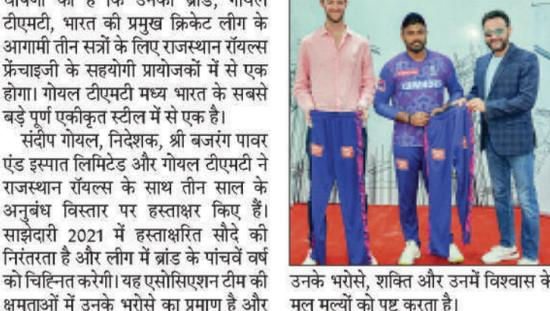 घोषणा की है कि उनका ब्रांड, गोयल
टीएमटी, भारत की प्रमुख क्रिकेट लीग के
आगामी तीन सत्रों के लिए राजस्थान रॉयल्स
फ्रेंचाइजी के सहयोगी प्रायोजकों में से एक
होगा। गोयल टीएमटी मध्य भारत के सबसे
बड़े पूर्ण एकीकृत स्टील में से एक है।
संदीप गोयल, निदेशक, श्री बजरंग पावर
एंड इस्पात लिमिटेड और गोयल टीएमटी ने
राजस्थान रॉयल्स के साथ तीन साल के
अनुबंध विस्तार पर हस्ताक्षर किए हैं।
साझेदारी 2021 में हस्ताक्षरित सौदे की
निरंतरता है और लीग में ब्रांड के पांचवें वर्ष
को चिह्नित करेगी। यह एसोसिएशन टीम की
क्षमताओं में उनके भरोसे का प्रमाण है और
उनके भरोसे, शक्ति और उनमें विश्वास के
मूल मूल्यों को पुष्ट करता है।